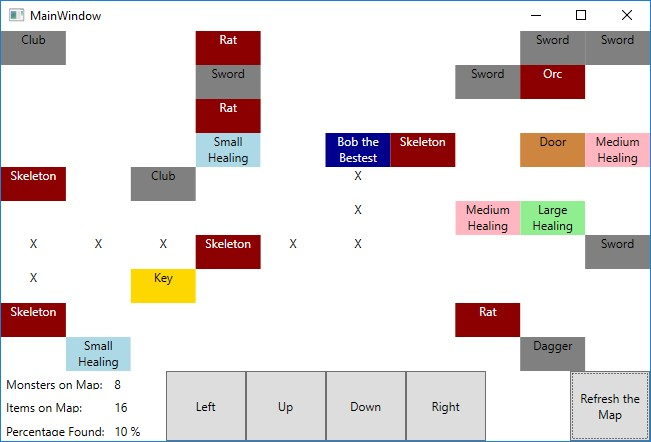 MainWindow
Club Rat Sword Sword
Sword Sword Orc
Rat
Small Healing Bob the Bestest Skeleton Door Medium Healing
Skeleton Club X
X Medium Healing Large Healing
X X X Skeleton X X Sword
X Key
Skeleton Rat
Small Healing Dagger
Monsters on Map: 8
Items on Map: 16
Percentage Found: 10 %
Left Up Down Right
Refresh the
Map